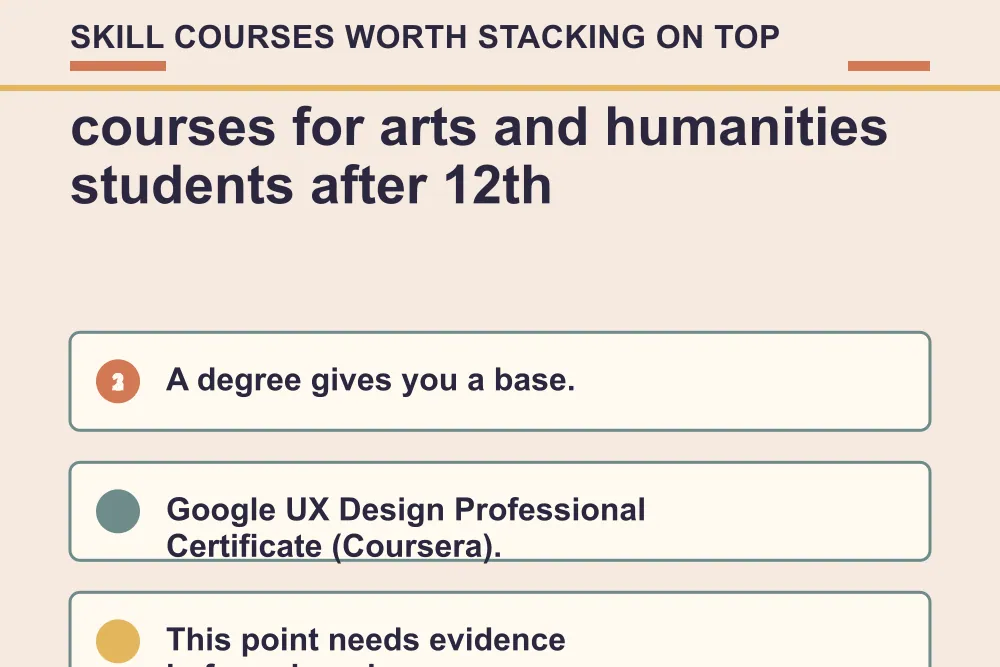 SKILL COURSES WORTH STACKING ON TOP
courses for arts and humanities
students after 12th
A degree gives you a base.
Google UX Design Professional
Certificate (Coursera).
This point needs evidence